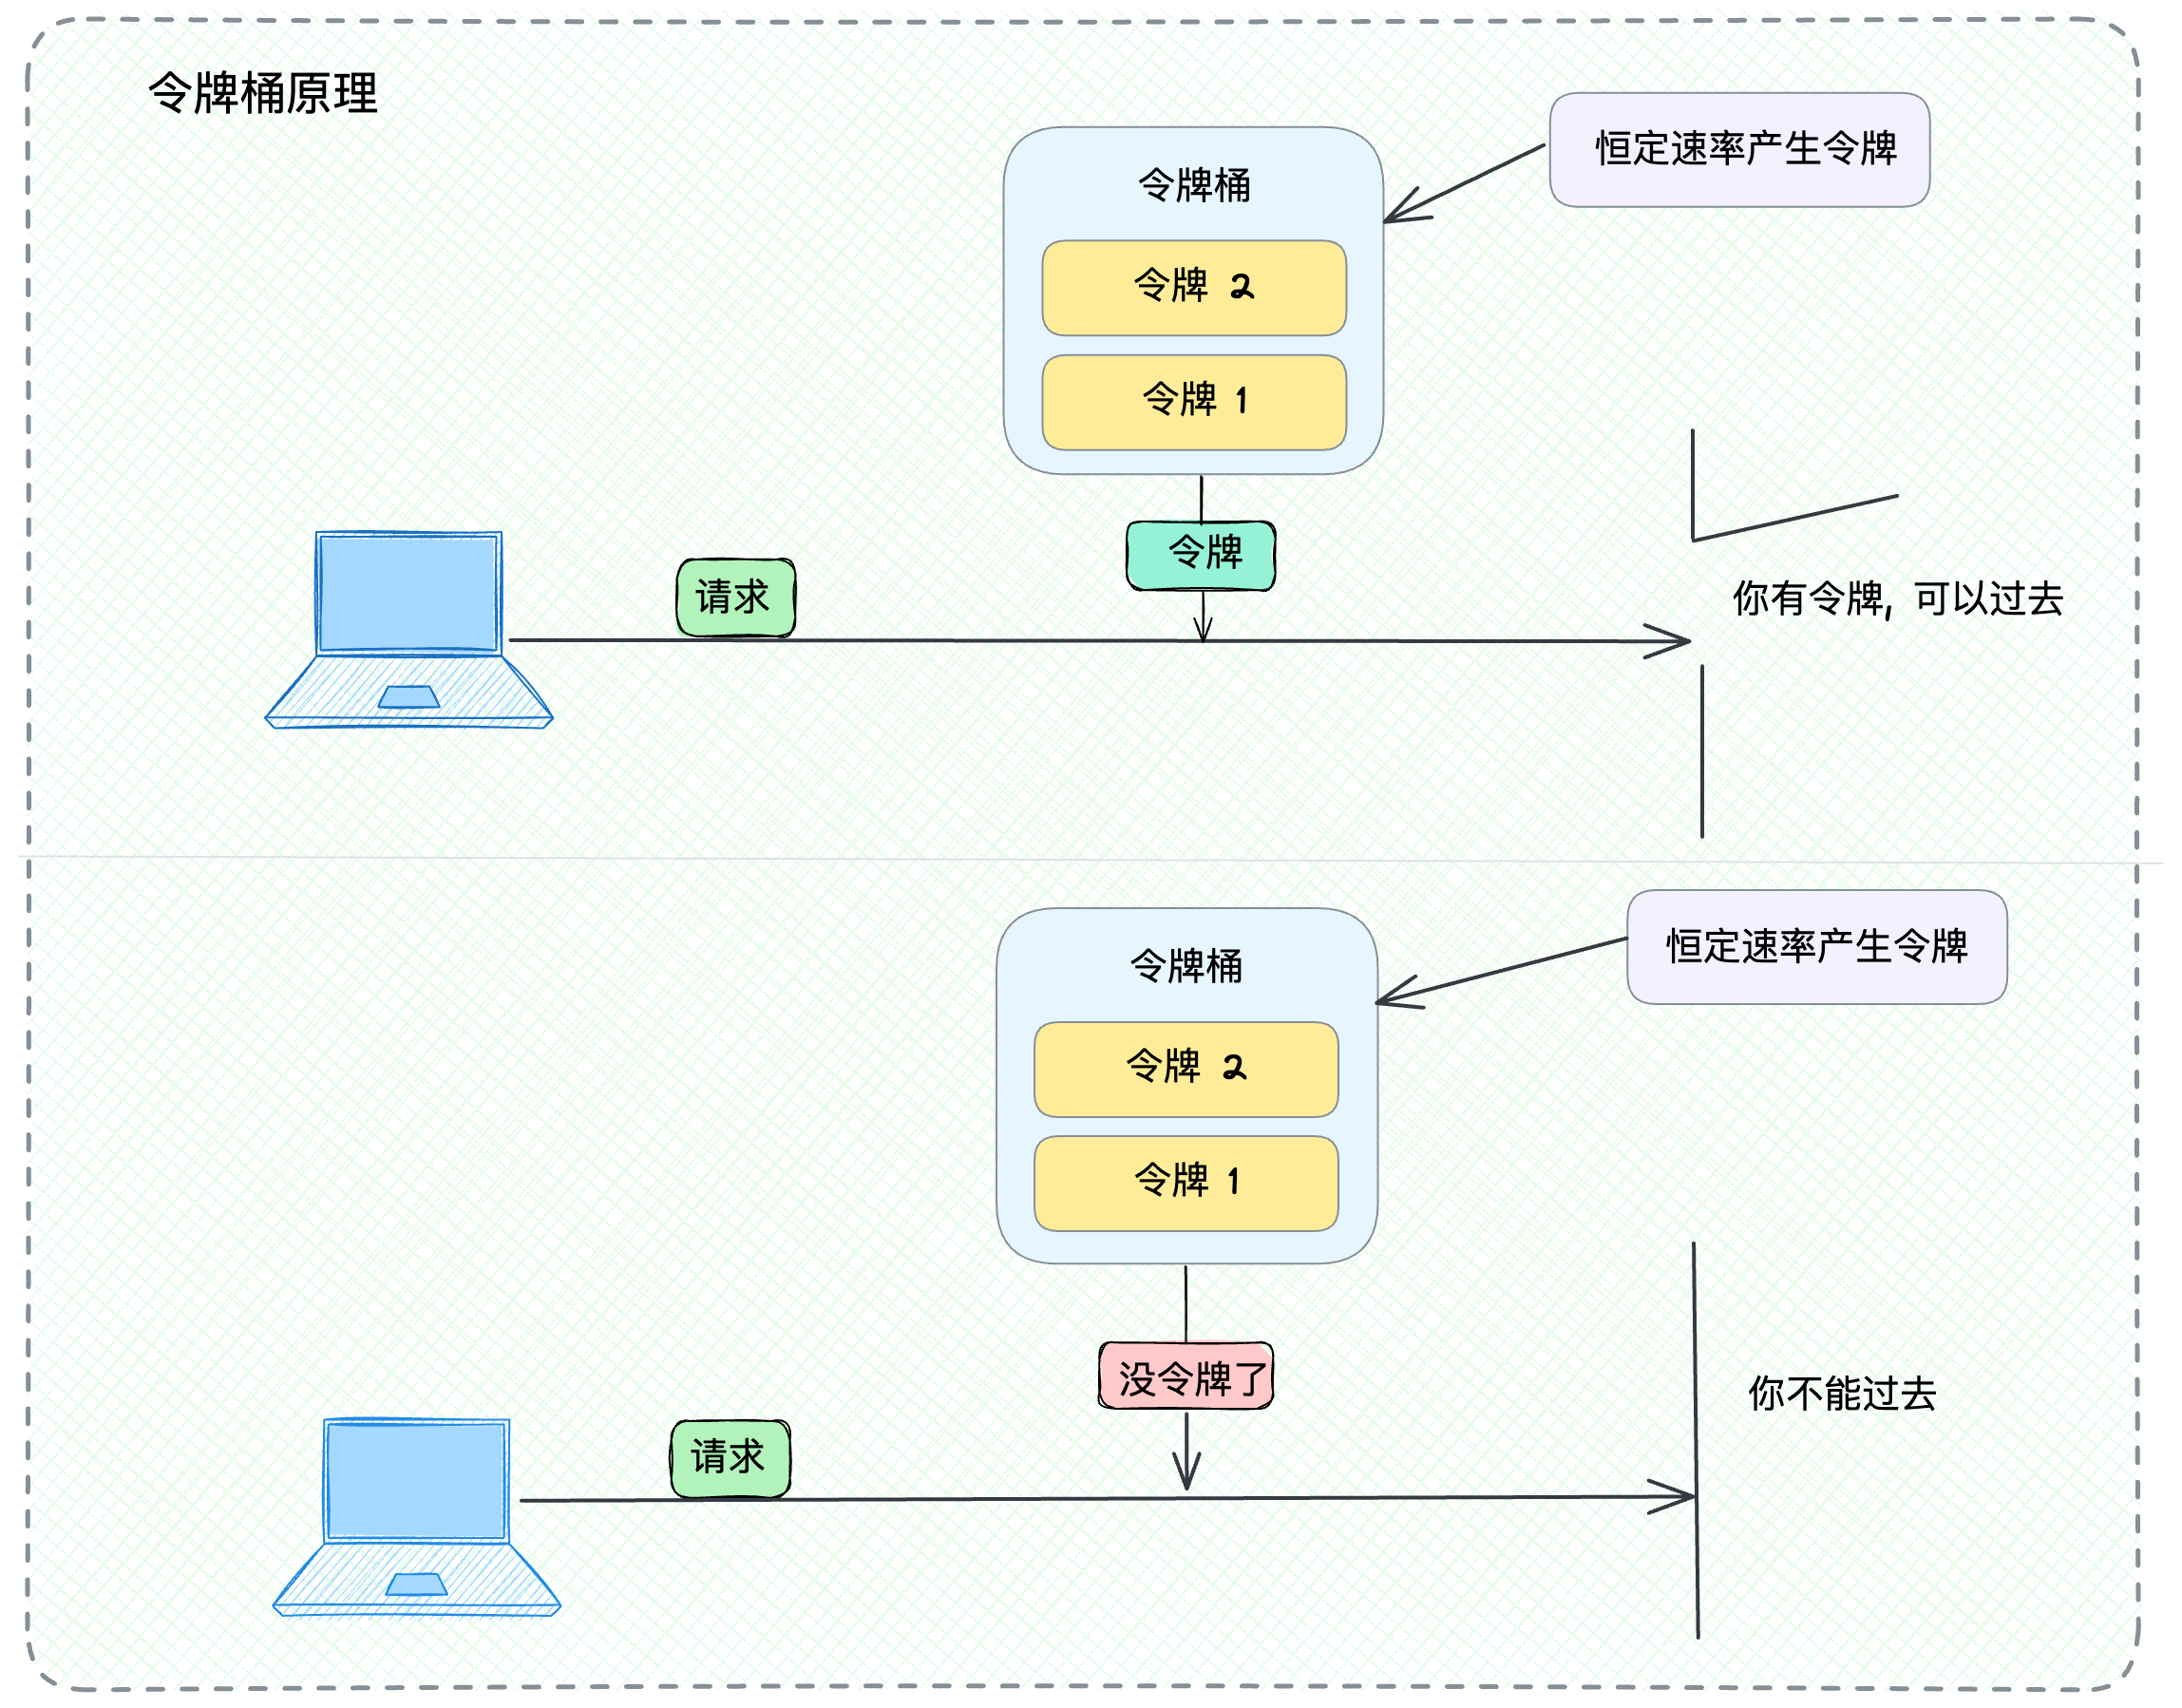 令牌桶原理
恒定速率产生令牌
令牌桶
令牌 2
令牌 1
令牌
请求
你有令牌, 可以过去
恒定速率产生令牌
令牌桶
令牌 2
令牌 1
没令牌了
请求
你不能过去